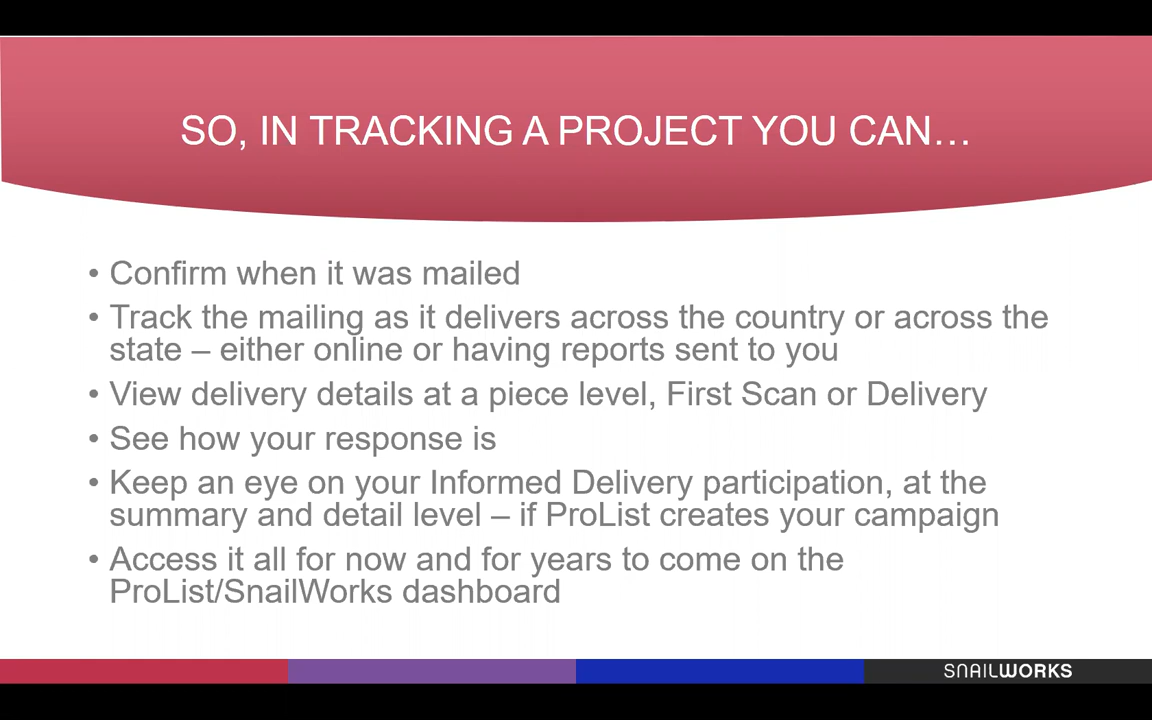 SO, IN TRACKING A PROJECT YOU CAN…
• Confirm when it was mailed
• Track the mailing as it delivers across the country or across the
state – either online or having reports sent to you
• View delivery details at a piece level, First Scan or Delivery
• See how your response is
• Keep an eye on your Informed Delivery participation, at the
summary and detail level – if ProList creates your campaign
• Access it all for now and for years to come on the
ProList/SnailWorks dashboard
SNAILWORKS